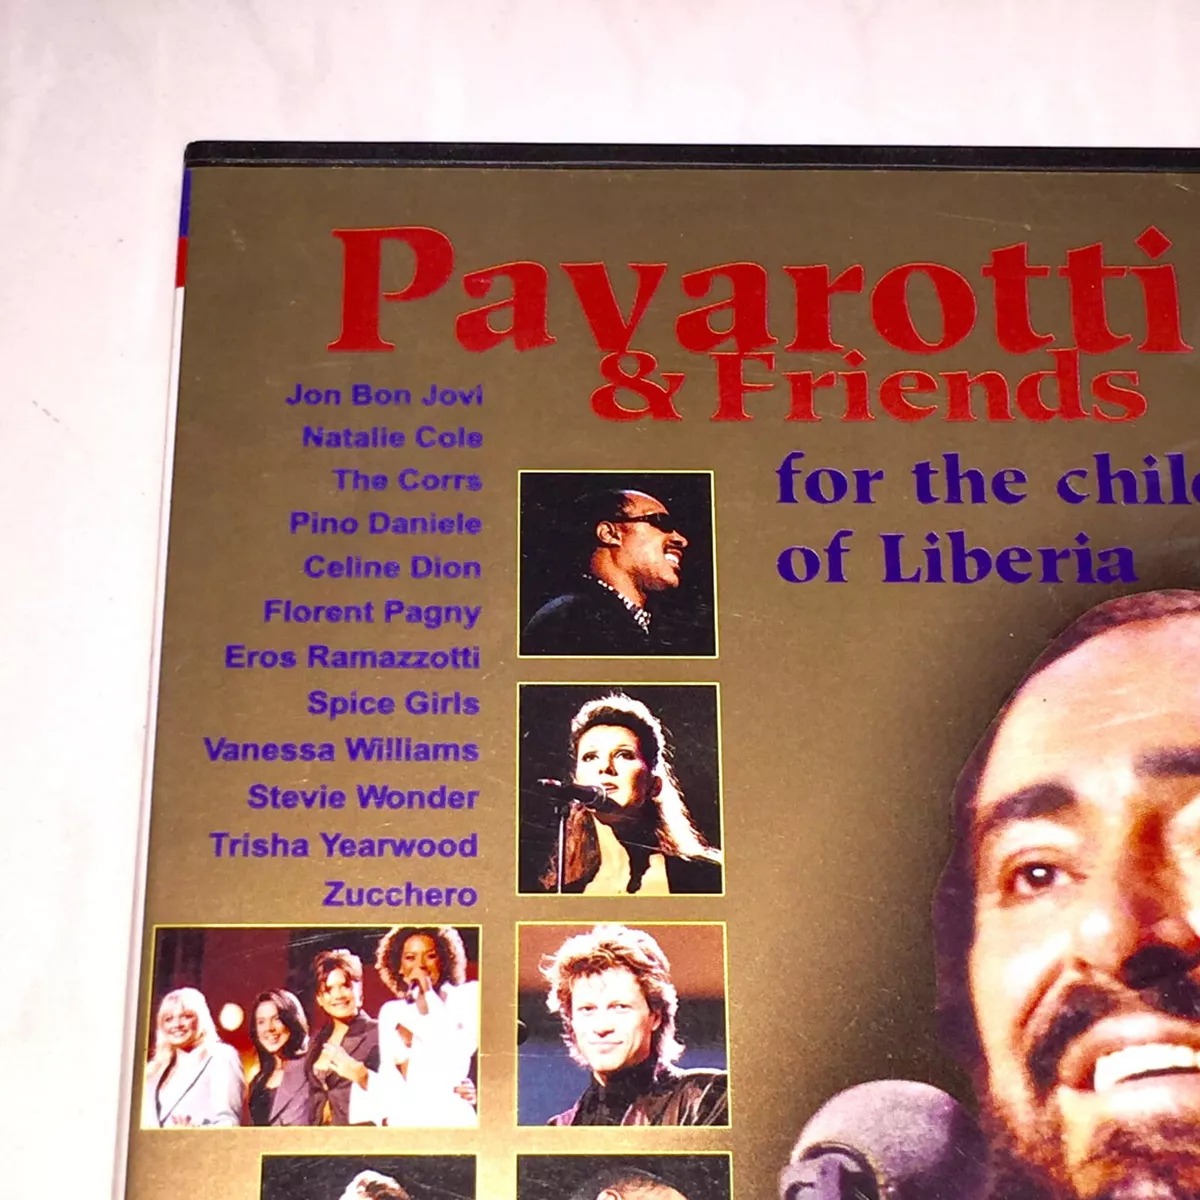 Pavarotti
& Friends
for the chil
of Liberia
Jon Bon Jovi
Natalie Cole
The Corrs
Pino Daniele
Celine Dion
Florent Pagny
Eros Ramazzotti
Spice Girls
Vanessa Williams
Stevie Wonder
Trisha Yearwood
Zucchero